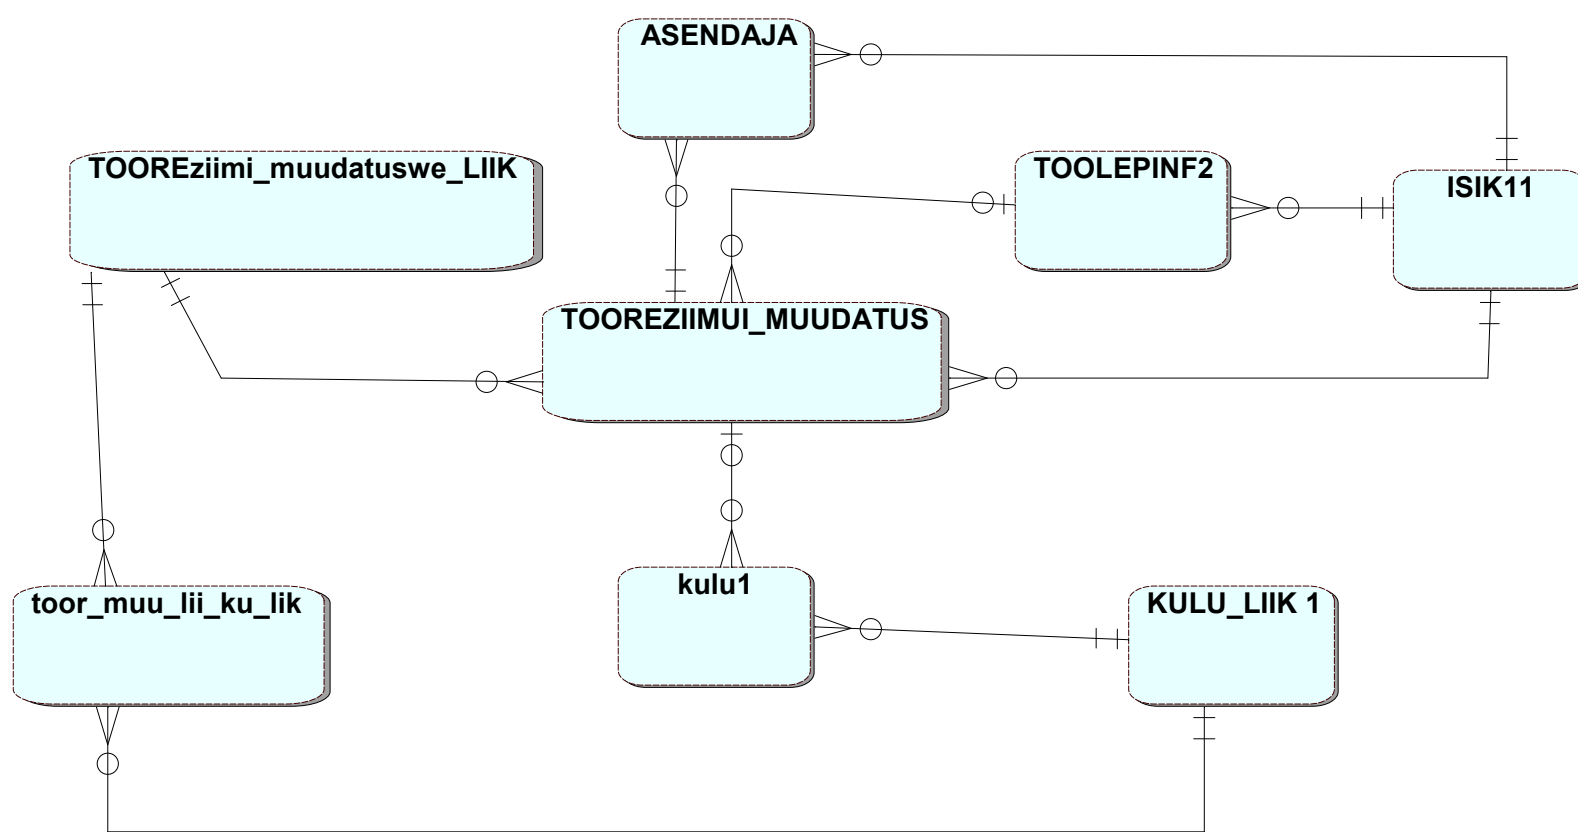 ASENDAJA
TOOREziimi_muudatuswe_LIIK
TOOLEPINF2
ISIK11
TOOREZIIMUI_MUUDATUS
kulu1
toor_muu_lii_ku_lik
KULU_LIIK 1